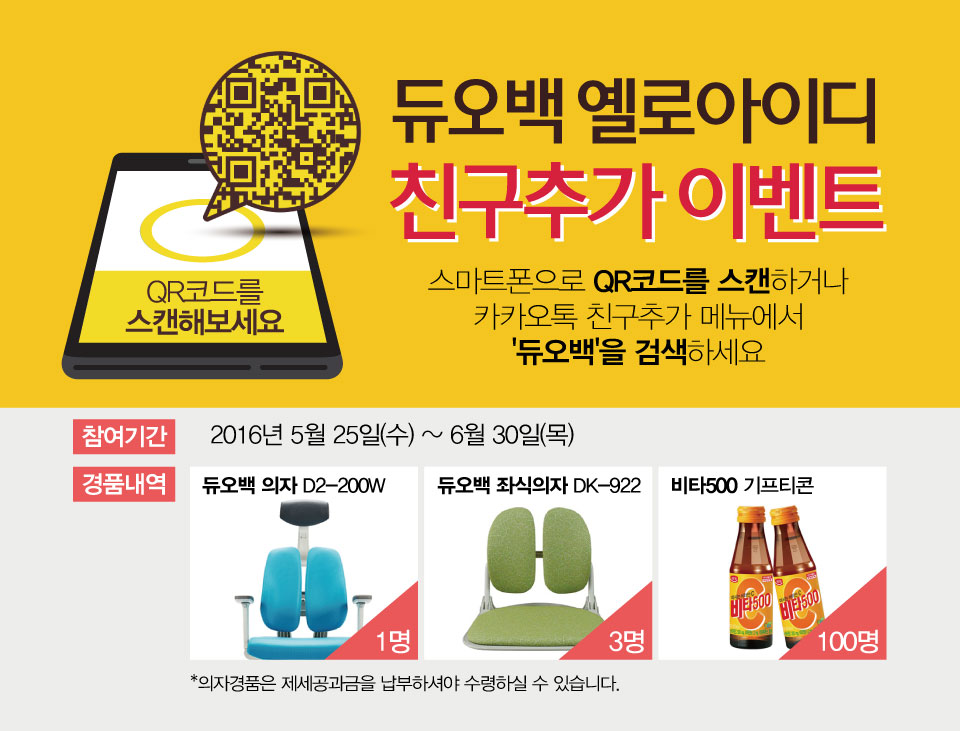 듀오백 옐로아이디
친구추가 이벤트
스마트폰으로 QR코드를 스캔하거나
카카오톡 친구추가 메뉴에서
'듀오백'을 검색하세요
QR코드를
스캔해보세요
참여기간
2016년 5월 25일(수) ~ 6월 30일(목)
경품내역
듀오백 의자 D2-200W
1명
듀오백 좌식의자 DK-922
3명
비타500 기프티콘
비타500
비타500
100명
*의자경품은 제세공과금을 납부하셔야 수령하실 수 있습니다.